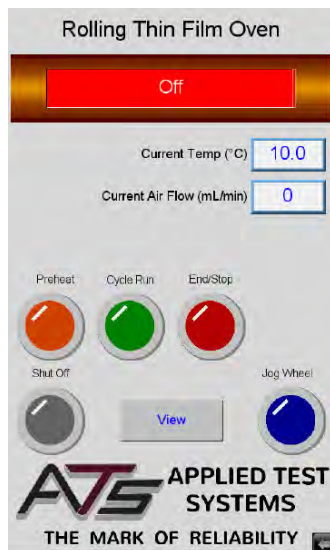 Rolling Thin Film Oven
Off
Current Temp (°C) 10.0
Current Air Flow (mL/min) 0
Preheat Cycle Run End/Stop
Shut Off Jog Wheel
View
ATS APPLIED TEST
SYSTEMS
THE MARK OF RELIABILITY